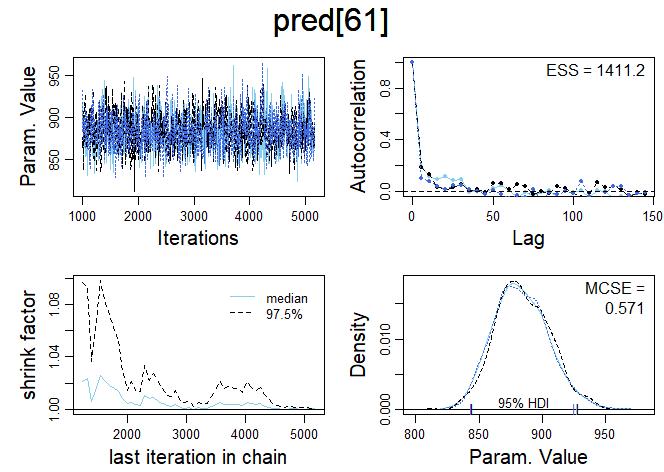 pred[61]
Param. Value
850 900 950
1000 2000 3000 4000 5000
Iterations
Autocorrelation
0.0 0.4 0.8
ESS = 1411.2
0 50 100 150
Lag
shrink factor
1.00 1.04 1.08
median
97.5%
2000 3000 4000 5000
last iteration in chain
Density
0.000 0.010
MCSE =
0.571
95% HDI
800 850 900 950
Param. Value